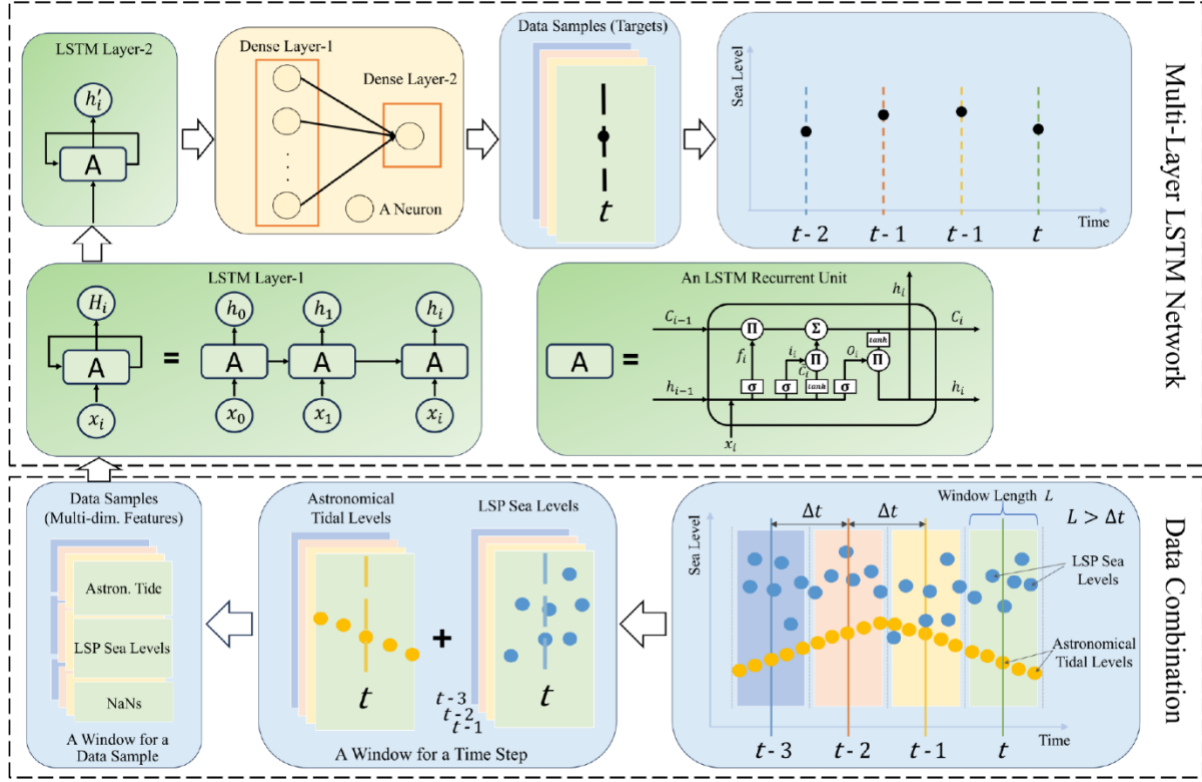 LSTM Layer-2
h′ᵢ
A
Dense Layer-1
Dense Layer-2
A Neuron
Data Samples (Targets)
t
Sea Level
Time
t - 2
t - 1
t - 1
t
Multi-Layer LSTM Network
LSTM Layer-1
Hᵢ
A
xᵢ
=
h₀
h₁
hᵢ
A
A
A
x₀
x₁
xᵢ
An LSTM Recurrent Unit
A
=
Cᵢ₋₁
hᵢ₋₁
xᵢ
Π
Σ
fᵢ
iᵢ
Π
C̃ᵢ
Oᵢ
Π
tanh
σ
σ
tanh
σ
hᵢ
Cᵢ
hᵢ
Data Samples
(Multi-dim. Features)
Astron. Tide
LSP Sea Levels
NaNs
A Window for a
Data Sample
Astronomical
Tidal Levels
t
+
LSP Sea Levels
t
t - 3
t - 2
t - 1
A Window for a Time Step
Window Length L
L > Δt
Δt
Δt
Sea Level
LSP Sea
Levels
Astronomical
Tidal Levels
Time
t - 3
t - 2
t - 1
t
Data Combination